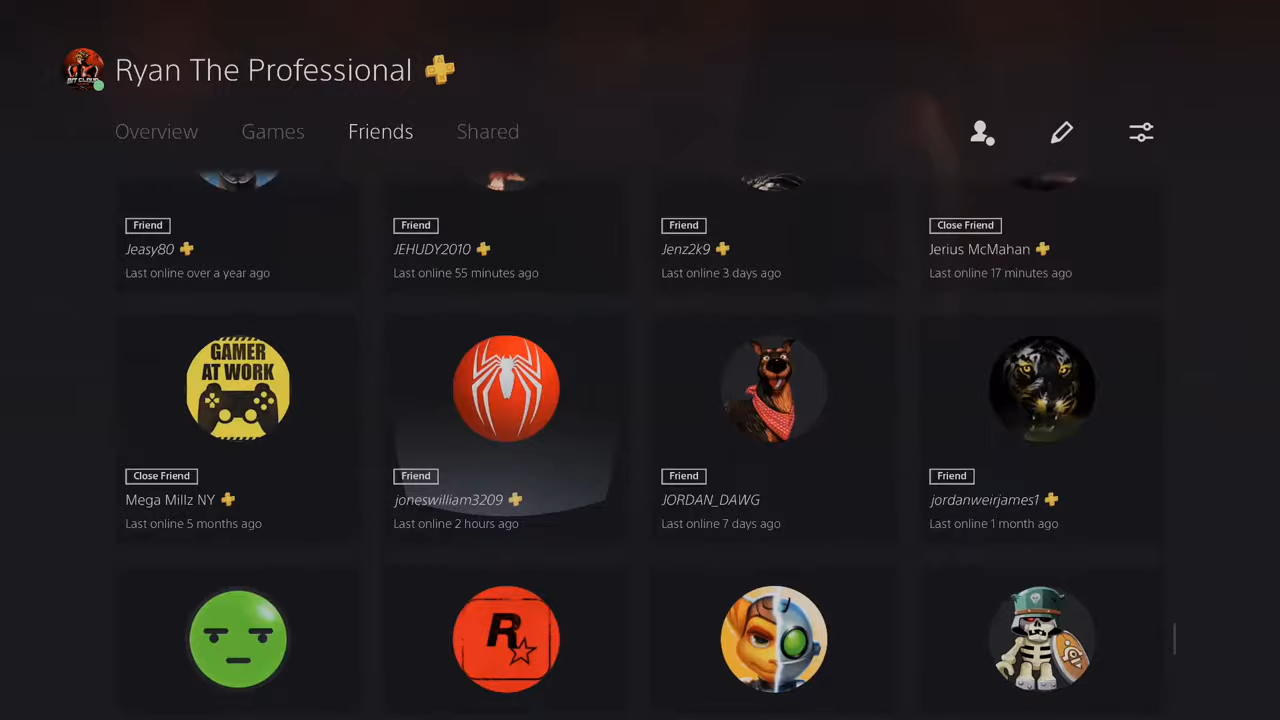 Ryan The Professional
Overview Games Friends Shared
Friend Friend Friend Close Friend
Jeasy80 JEHUDY2010 Jenz2k9 Jerius McMahan
Last online over a year ago Last online 55 minutes ago Last online 3 days ago Last online 17 minutes ago
GAMER
AT WORK
Close Friend Friend Friend Friend
Mega Millz NY joneswilliam3209 JORDAN_DAWG jordanweirjames1
Last online 5 months ago Last online 2 hours ago Last online 7 days ago Last online 1 month ago
R